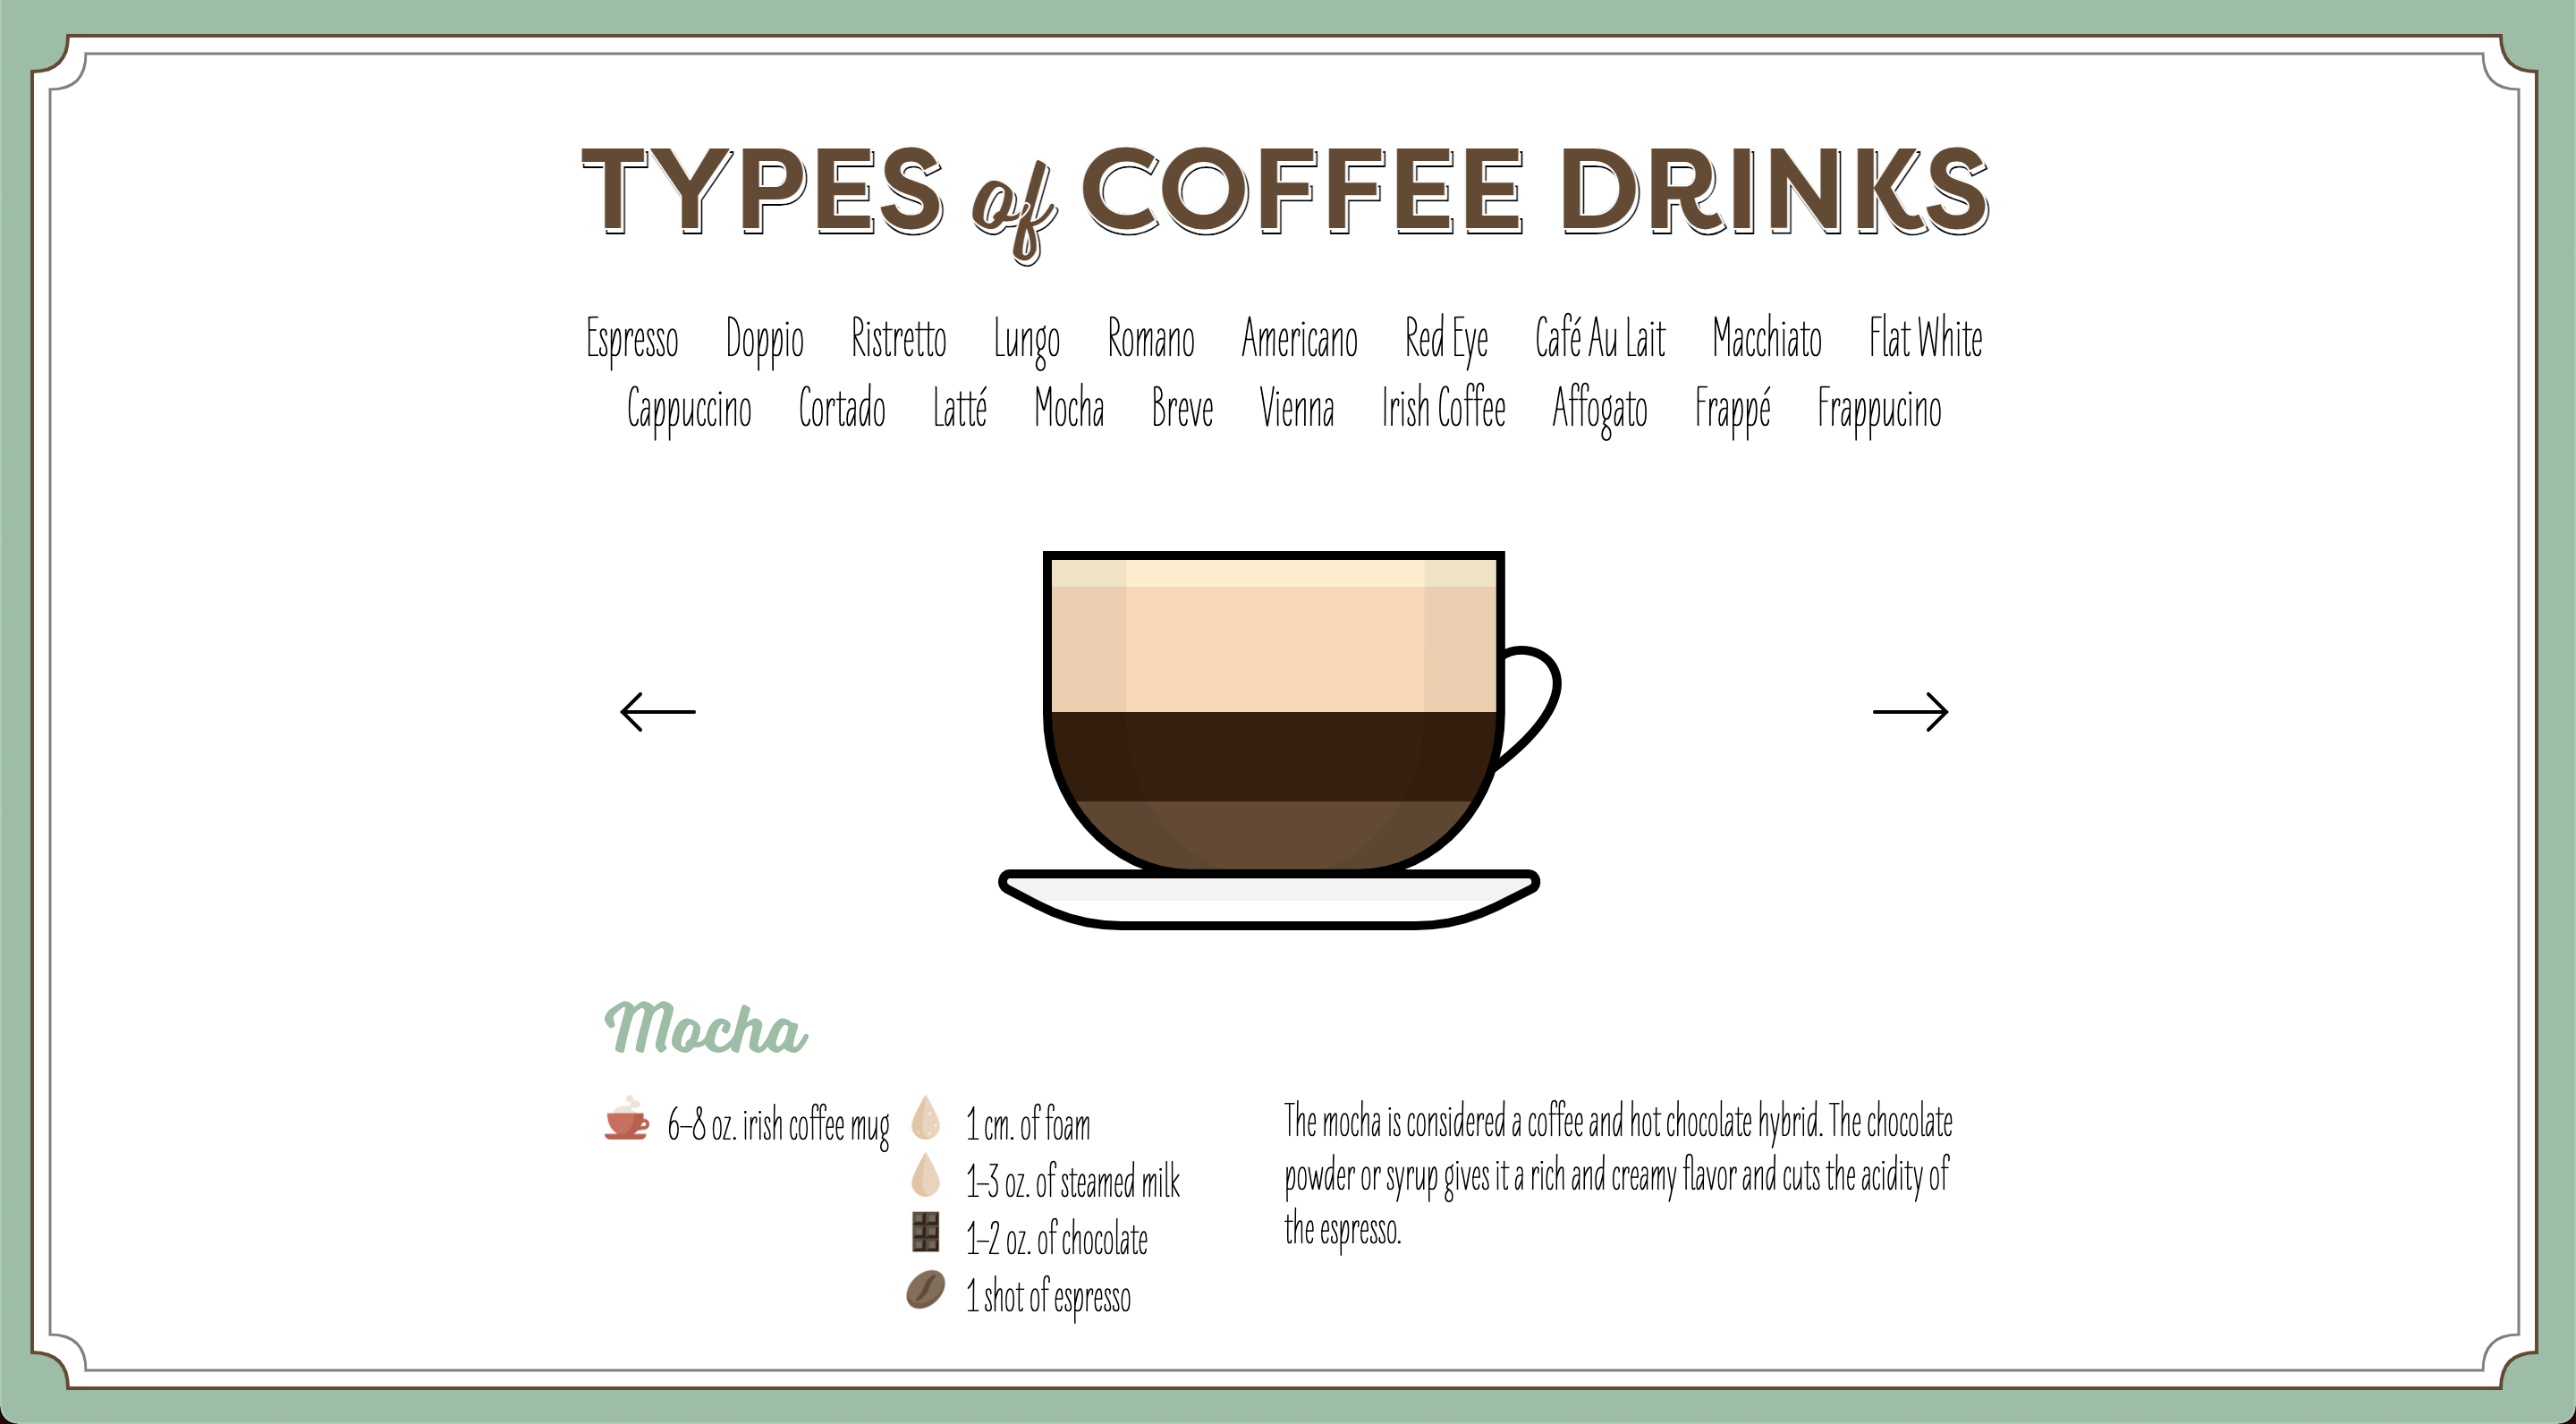 TYPES of COFFEE DRINKS
Espresso Doppio Ristretto Lungo Romano Americano Red Eye Café Au Lait Macchiato Flat White
Cappuccino Cortado Latté Mocha Breve Vienna Irish Coffee Affogato Frappé Frappucino
Mocha
6–8 oz. irish coffee mug
1 cm. of foam
1–3 oz. of steamed milk
1–2 oz. of chocolate
1 shot of espresso
The mocha is considered a coffee and hot chocolate hybrid. The chocolate
powder or syrup gives it a rich and creamy flavor and cuts the acidity of
the espresso.